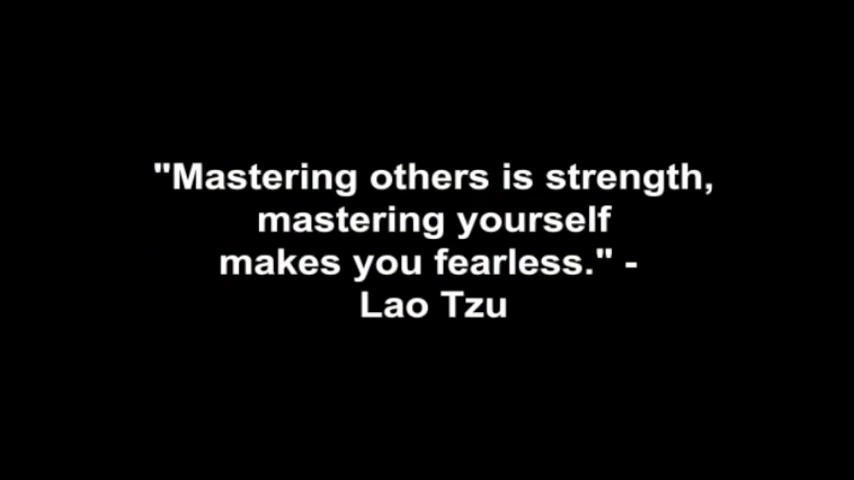 "Mastering others is strength,
mastering yourself
makes you fearless." -
Lao Tzu